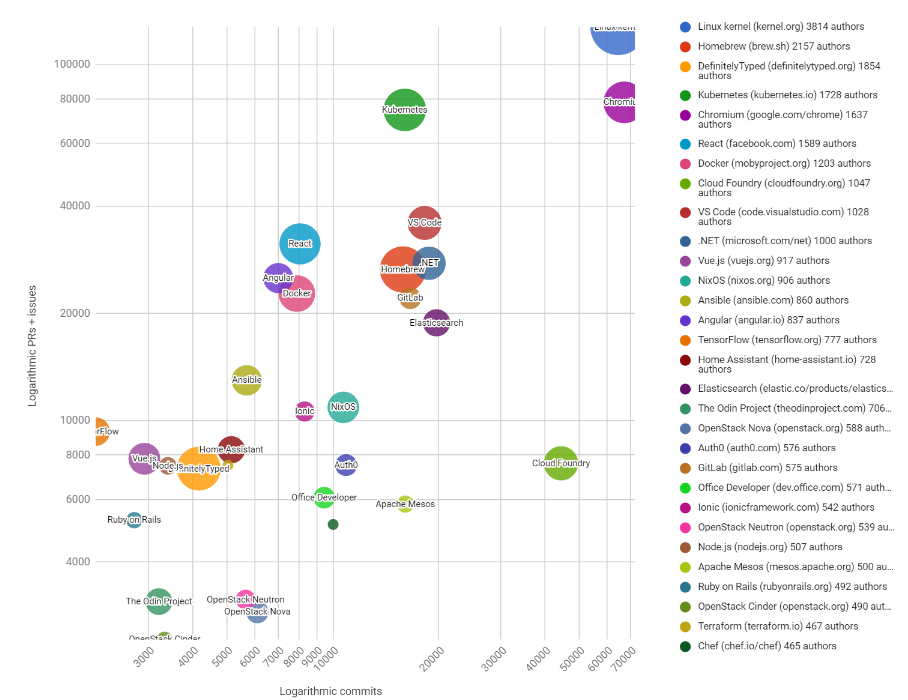 Linux kern
100000
80000
60000
40000
20000
10000
8000
6000
4000
Logarithmic PRs + issues
Chromiu
Kubernetes
VS Code
React
.NET
Homebrew
Angular
Docker
GitLab
Elasticsearch
Ansible
Ionic
NixOS
orFlow
Home Assistant
Vue.js
Node.js
initelyTyped
Auth0
Cloud Foundry
Office Developer
Apache Mesos
Ruby on Rails
The Odin Project
OpenStack Neutron
OpenStack Nova
OpenStack Cinder
3000
4000
5000
6000
7000
8000
9000
10000
20000
30000
40000
50000
60000
70000
Logarithmic commits
Linux kernel (kernel.org) 3814 authors
Homebrew (brew.sh) 2157 authors
DefinitelyTyped (definitelytyped.org) 1854
authors
Kubernetes (kubernetes.io) 1728 authors
Chromium (google.com/chrome) 1637
authors
React (facebook.com) 1589 authors
Docker (mobyproject.org) 1203 authors
Cloud Foundry (cloudfoundry.org) 1047
authors
VS Code (code.visualstudio.com) 1028
authors
.NET (microsoft.com/net) 1000 authors
Vue.js (vuejs.org) 917 authors
NixOS (nixos.org) 906 authors
Ansible (ansible.com) 860 authors
Angular (angular.io) 837 authors
TensorFlow (tensorflow.org) 777 authors
Home Assistant (home-assistant.io) 728
authors
Elasticsearch (elastic.co/products/elastics...
The Odin Project (theodinproject.com) 706...
OpenStack Nova (openstack.org) 588 auth...
Auth0 (auth0.com) 576 authors
GitLab (gitlab.com) 575 authors
Office Developer (dev.office.com) 571 auth...
Ionic (ionicframework.com) 542 authors
OpenStack Neutron (openstack.org) 539 au...
Node.js (nodejs.org) 507 authors
Apache Mesos (mesos.apache.org) 500 au...
Ruby on Rails (rubyonrails.org) 492 authors
OpenStack Cinder (openstack.org) 490 aut...
Terraform (terraform.io) 467 authors
Chef (chef.io/chef) 465 authors